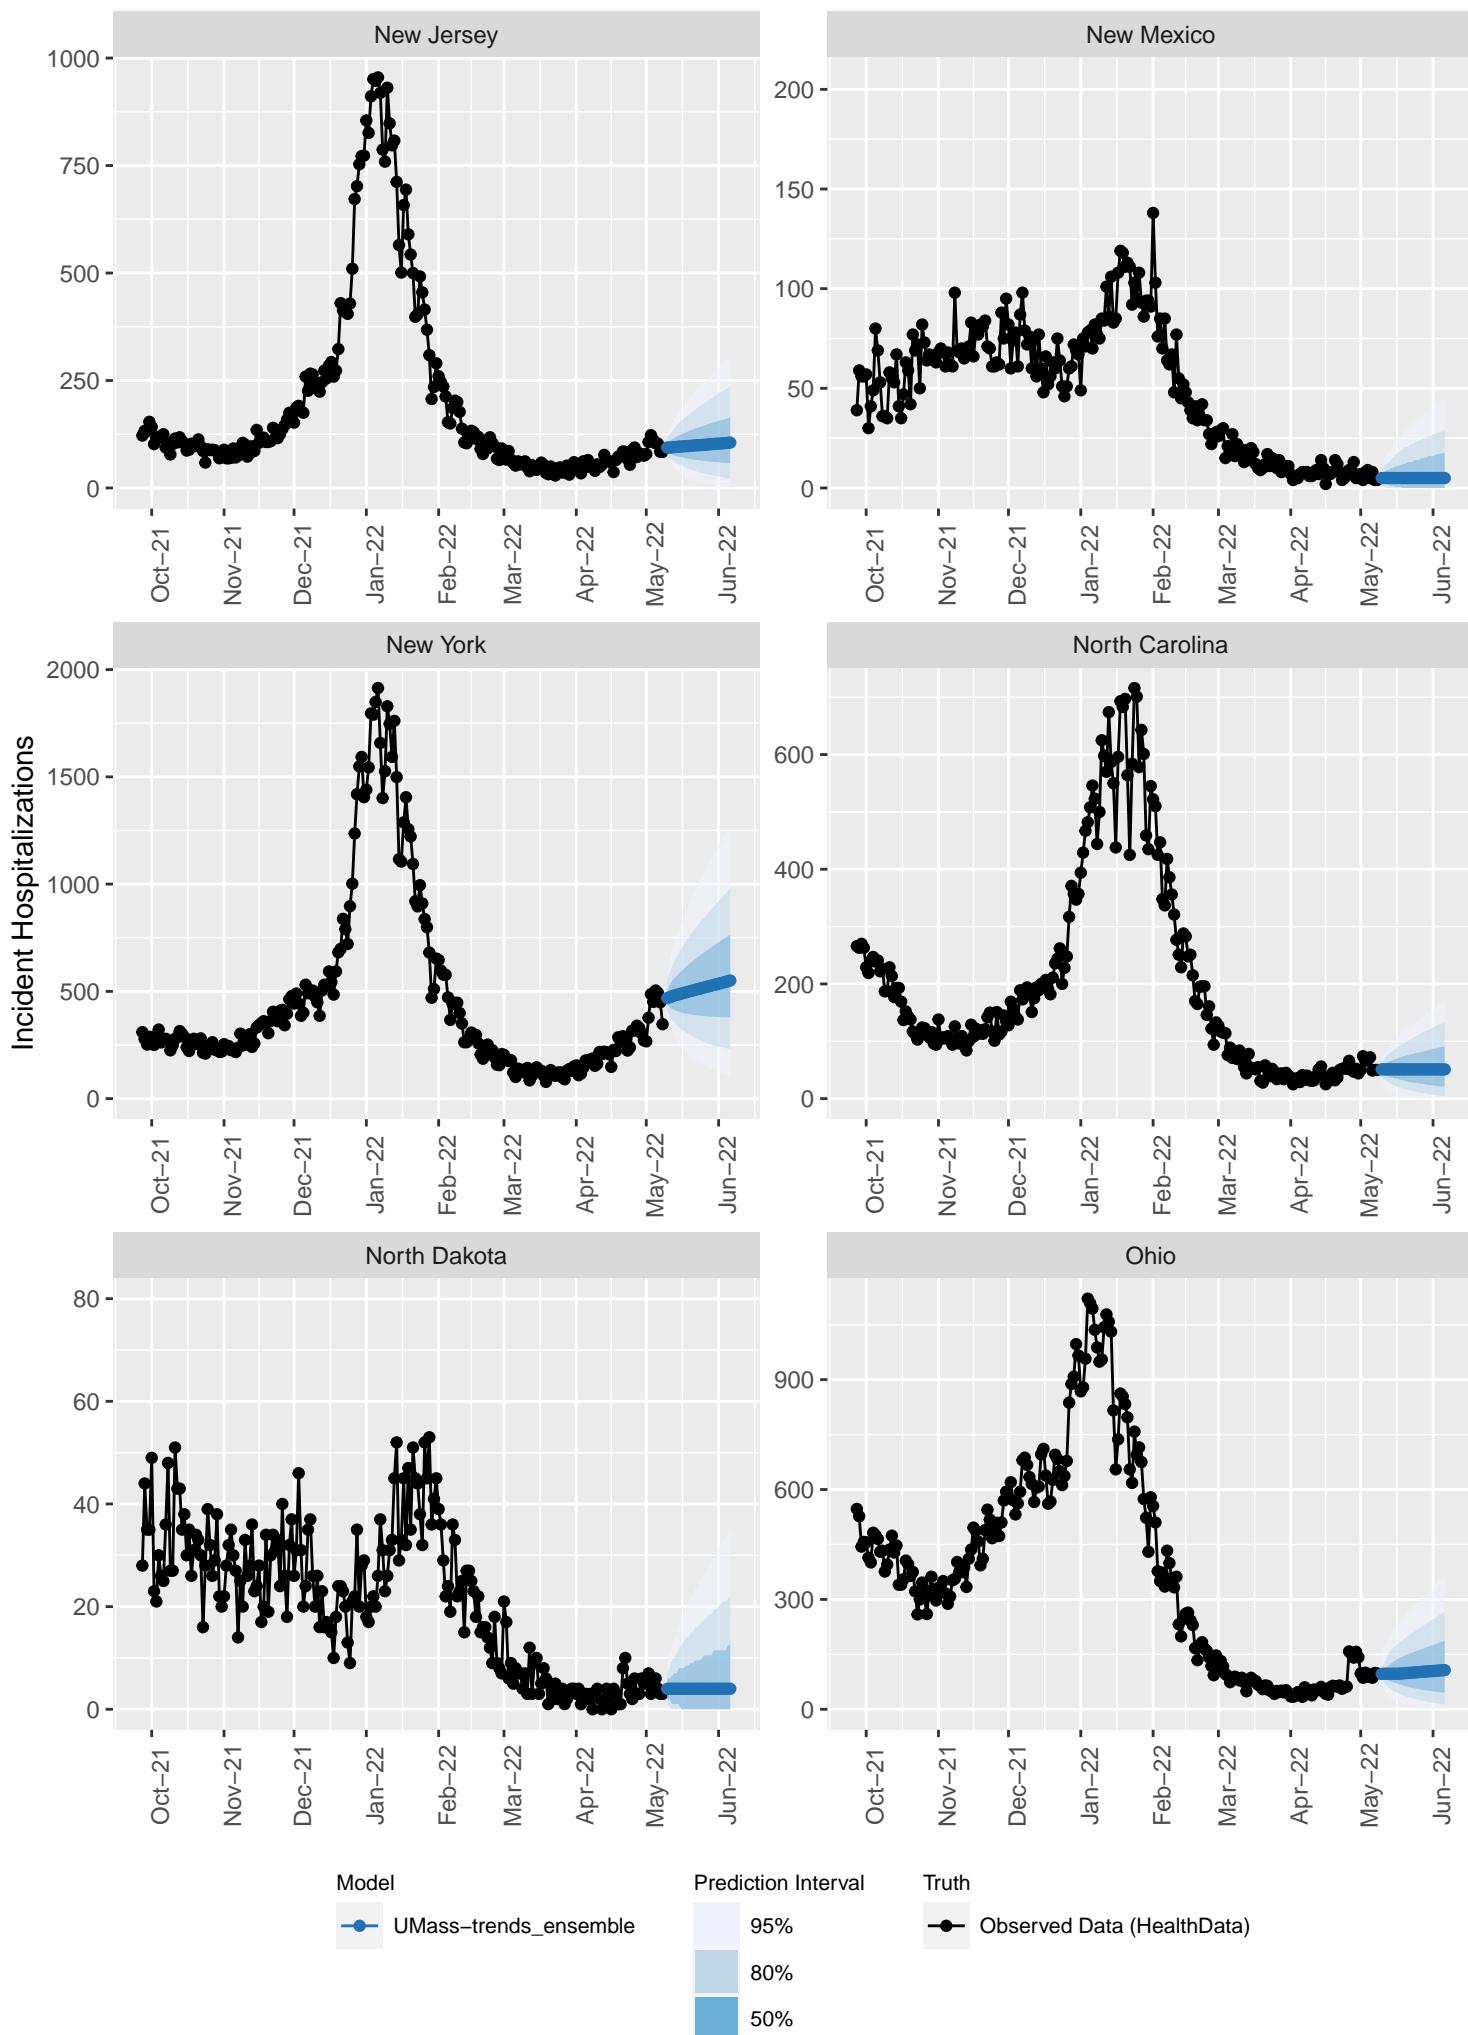 New Jersey
New Mexico
1000
750
500
250
0
200
150
100
50
0
Oct−21
Nov−21
Dec−21
Jan−22
Feb−22
Mar−22
Apr−22
May−22
Jun−22
Oct−21
Nov−21
Dec−21
Jan−22
Feb−22
Mar−22
Apr−22
May−22
Jun−22
Incident Hospitalizations
New York
North Carolina
2000
1500
1000
500
0
600
400
200
0
Oct−21
Nov−21
Dec−21
Jan−22
Feb−22
Mar−22
Apr−22
May−22
Jun−22
Oct−21
Nov−21
Dec−21
Jan−22
Feb−22
Mar−22
Apr−22
May−22
Jun−22
North Dakota
Ohio
80
60
40
20
0
900
600
300
0
Oct−21
Nov−21
Dec−21
Jan−22
Feb−22
Mar−22
Apr−22
May−22
Jun−22
Oct−21
Nov−21
Dec−21
Jan−22
Feb−22
Mar−22
Apr−22
May−22
Jun−22
Model
UMass−trends_ensemble
Prediction Interval
95%
80%
50%
Truth
Observed Data (HealthData)